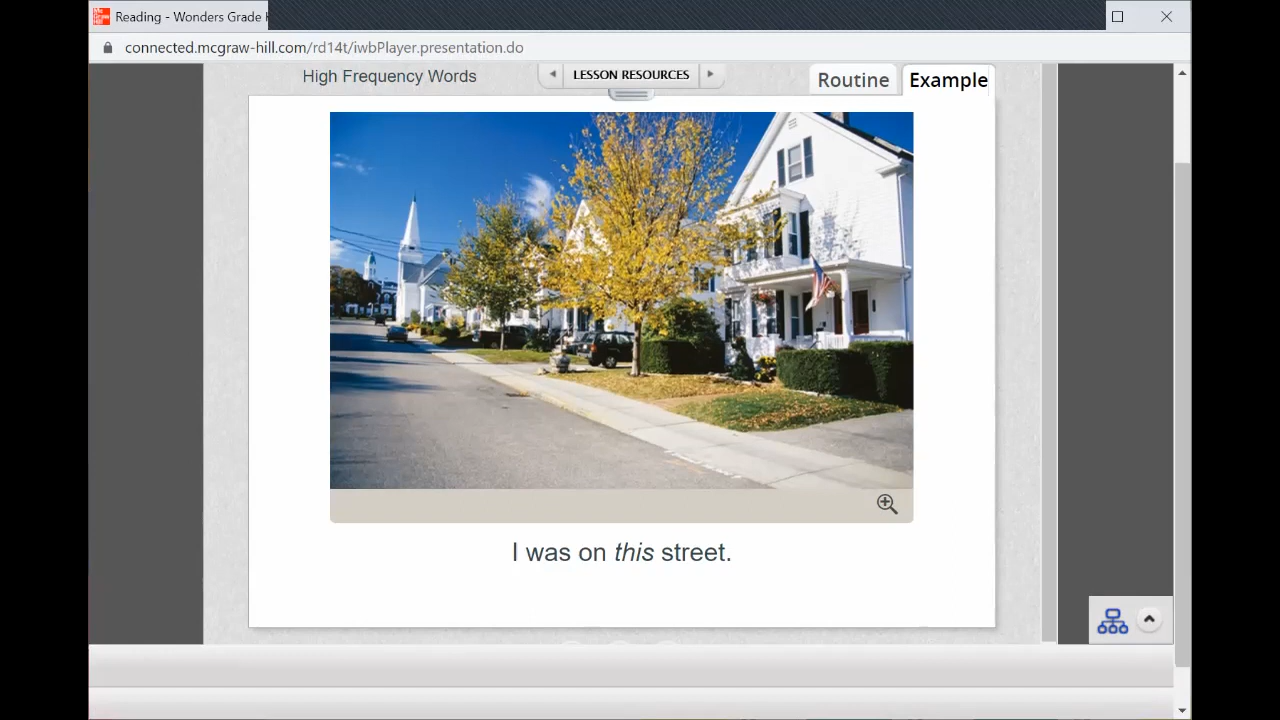 Reading - Wonders Grade
connected.mcgraw-hill.com/rd14t/iwbPlayer.presentation.do
High Frequency Words
LESSON RESOURCES
Routine
Example
I was on this street.